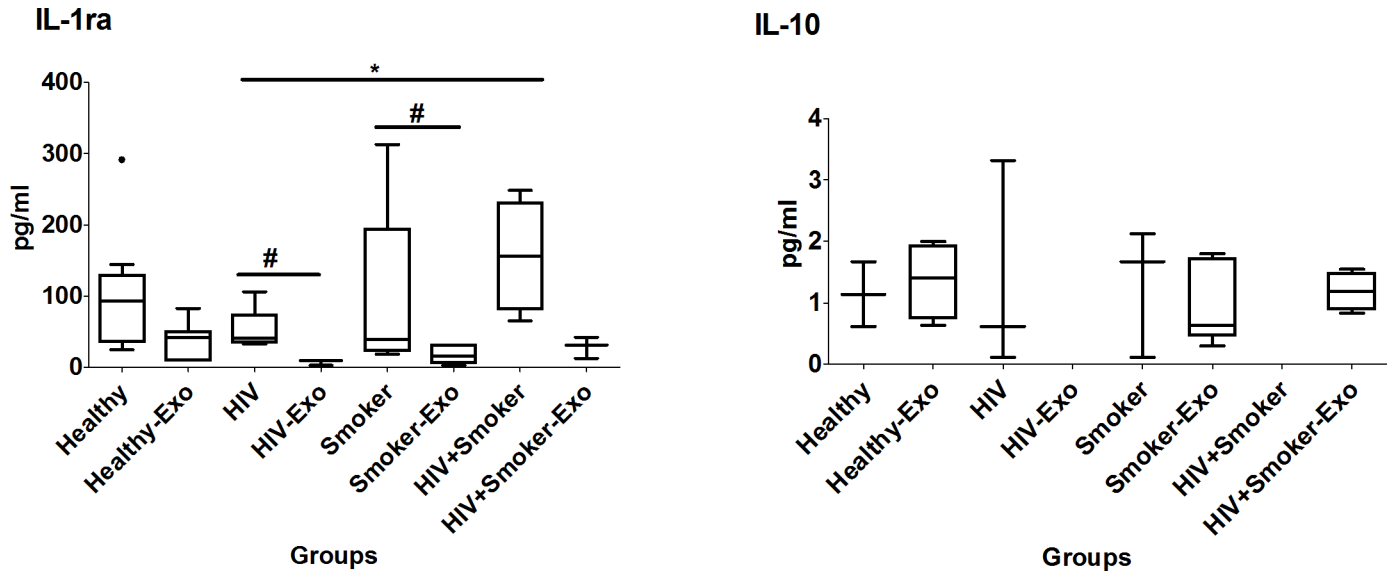 IL-1ra
pg/ml
400
300
200
100
0
*
#
#
Healthy
Healthy-Exo
HIV
HIV-Exo
Smoker
Smoker-Exo
HIV+Smoker
HIV+Smoker-Exo
Groups
IL-10
pg/ml
4
3
2
1
0
Healthy
Healthy-Exo
HIV
HIV-Exo
Smoker
Smoker-Exo
HIV+Smoker
HIV+Smoker-Exo
Groups